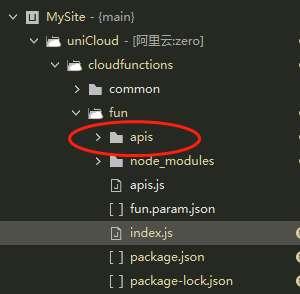 MySite - {main}
uniCloud - [阿里云:zero]
cloudfunctions
common
fun
apis
node_modules
apis.js
fun.param.json
index.js
package.json
package-lock.json